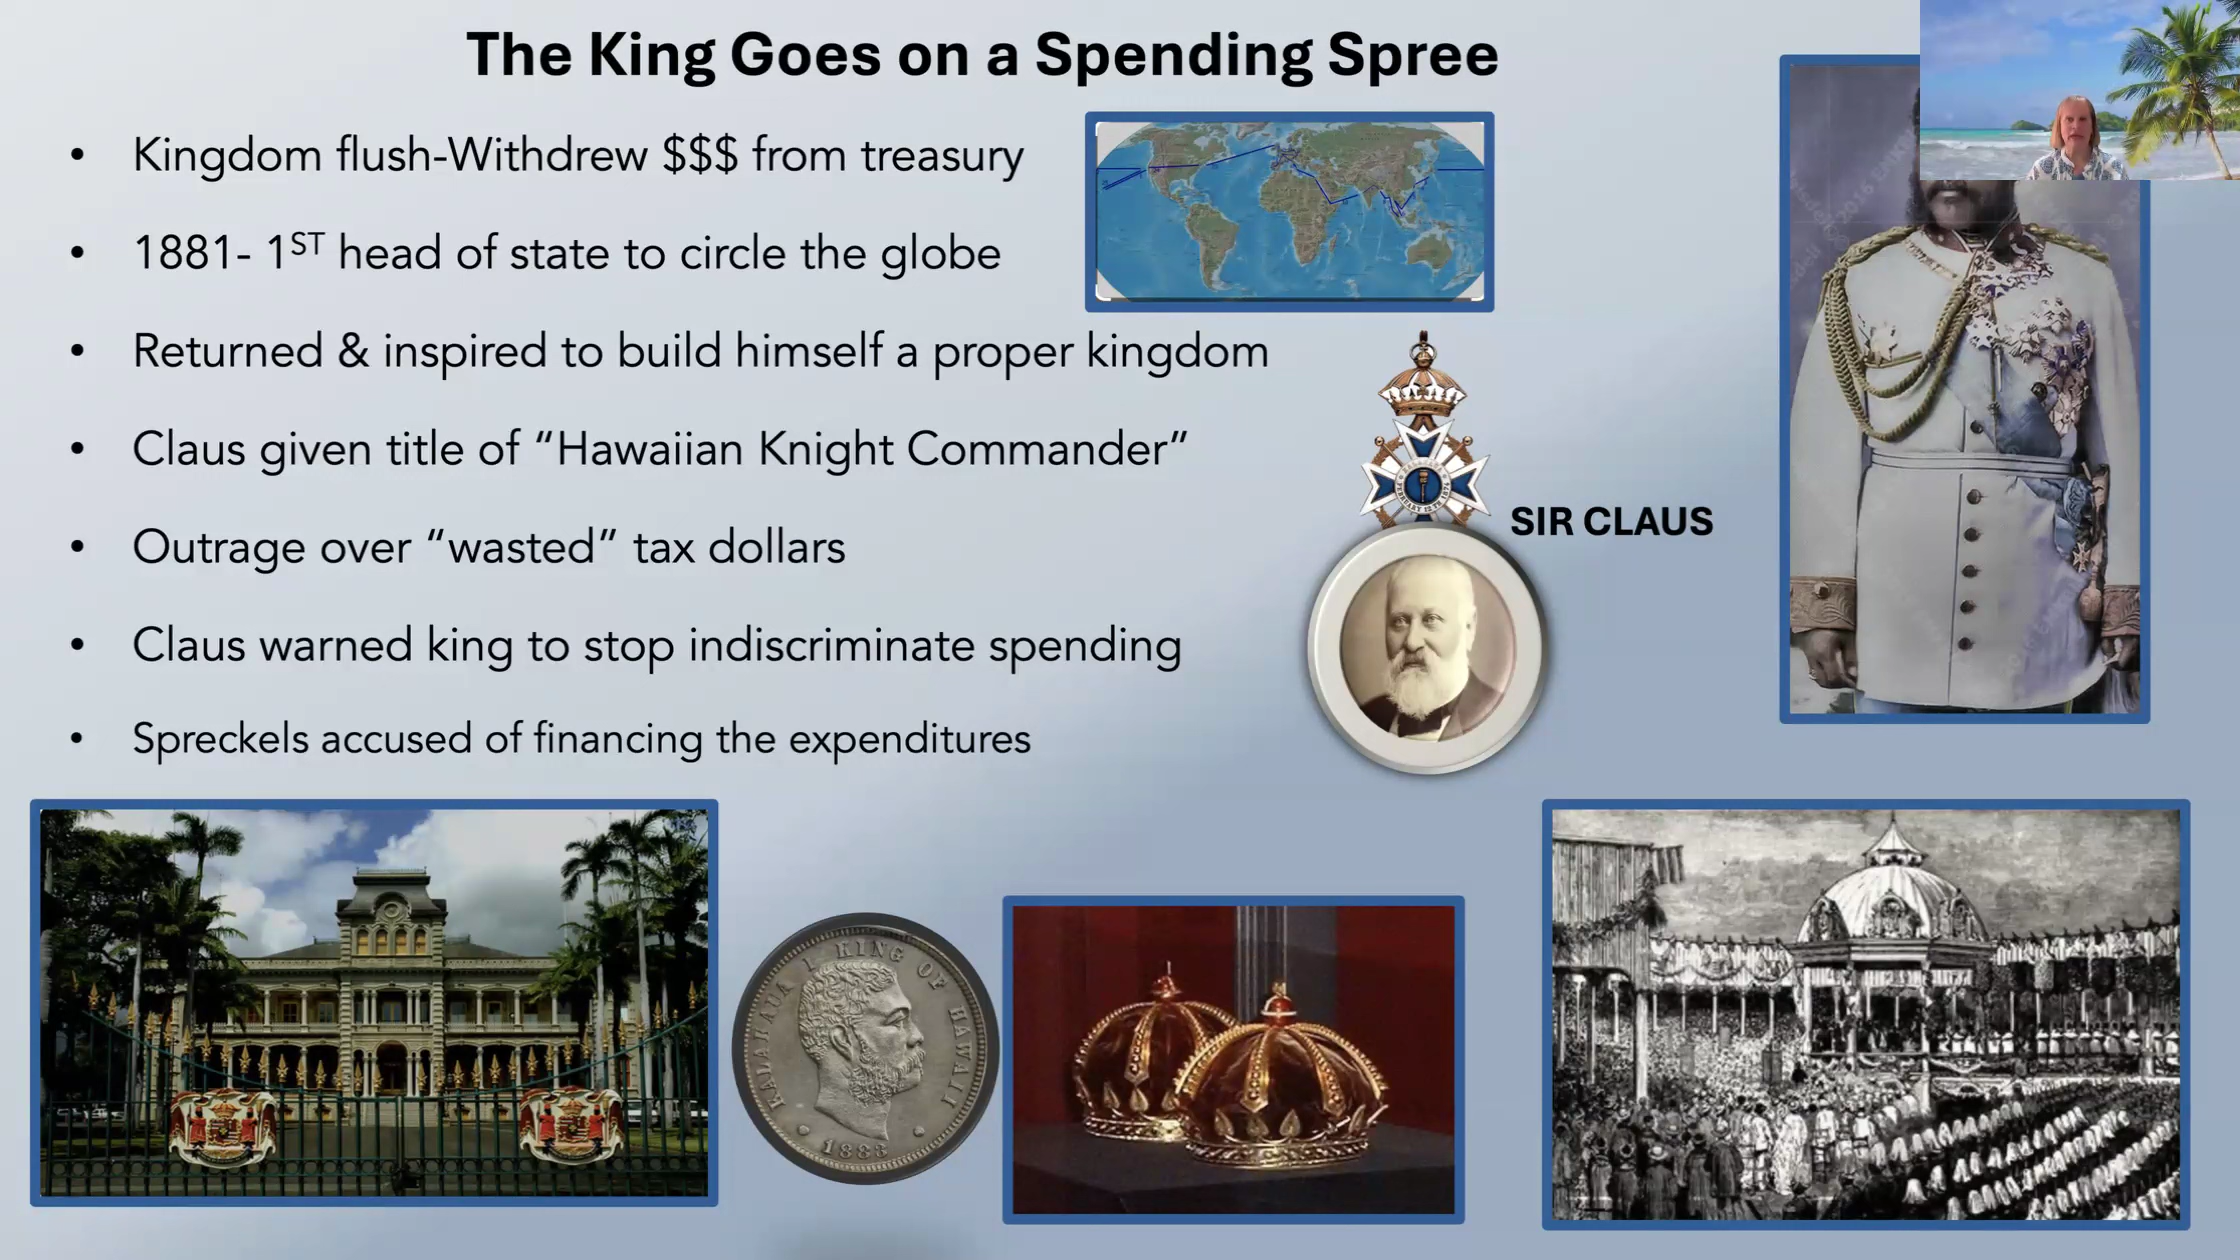 The King Goes on a Spending Spree
• Kingdom flush-Withdrew $$$ from treasury
• 1881- 1ST head of state to circle the globe
• Returned & inspired to build himself a proper kingdom
• Claus given title of “Hawaiian Knight Commander”
• Outrage over “wasted” tax dollars
• Claus warned king to stop indiscriminate spending
• Spreckels accused of financing the expenditures
SIR CLAUS
KALAKAUA I KING OF HAWAII
1883